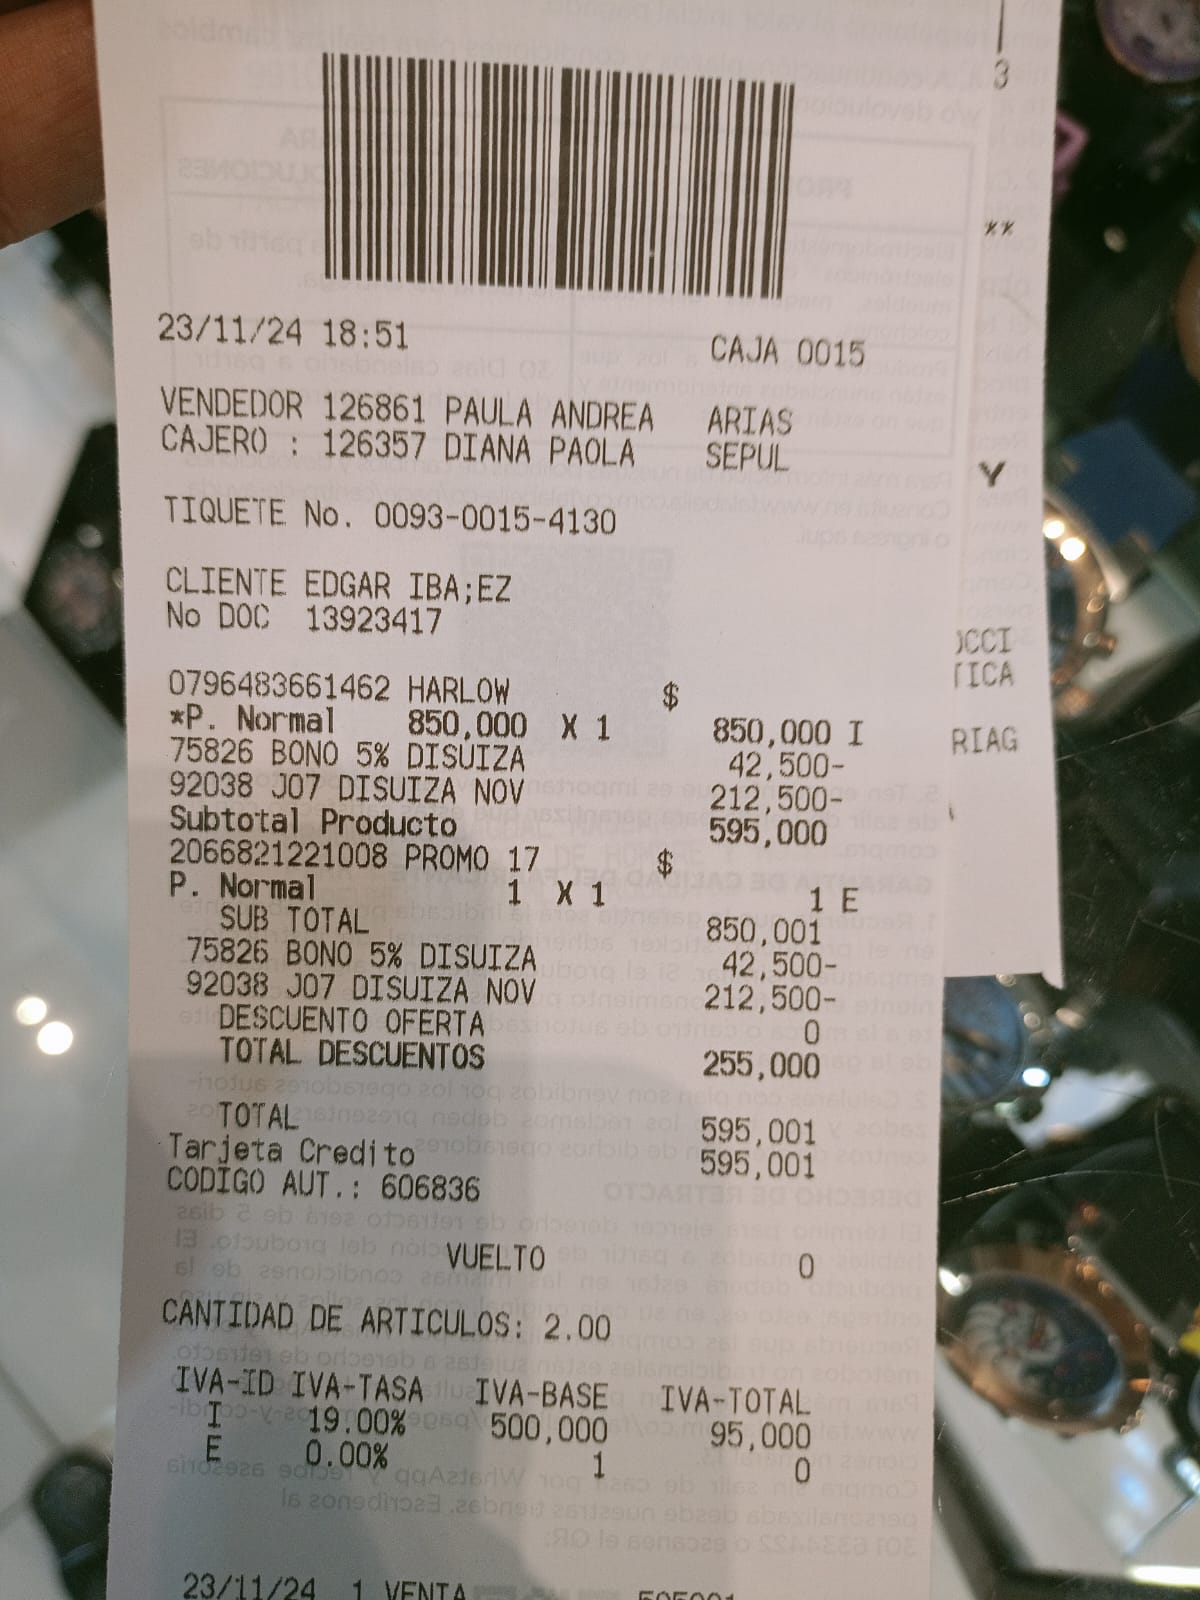 23/11/24 18:51 CAJA 0015
VENDEDOR 126861 PAULA ANDREA ARIAS
CAJERO : 126357 DIANA PAOLA SEPUL
TIQUETE No. 0093-0015-4130
CLIENTE EDGAR IBA;EZ
No DOC 13923417
0796483661462 HARLOW $
*P. Normal 850,000 X 1 850,000 I
75826 BONO 5% DISUIZA 42,500-
92038 J07 DISUIZA NOV 212,500-
Subtotal Producto 595,000
2066821221008 PROMO 17 $
P. Normal 1 X 1 1 E
SUB TOTAL 850,001
75826 BONO 5% DISUIZA 42,500-
92038 J07 DISUIZA NOV 212,500-
DESCUENTO OFERTA 0
TOTAL DESCUENTOS 255,000
TOTAL 595,001
Tarjeta Credito 595,001
CODIGO AUT.: 606836
VUELTO 0
CANTIDAD DE ARTICULOS: 2.00
IVA-ID IVA-TASA IVA-BASE IVA-TOTAL
I 19.00% 500,000 95,000
E 0.00% 1 0
23/11/24 1 VENTA 595001
3
**
Y
OCCI
TICA
RIAG